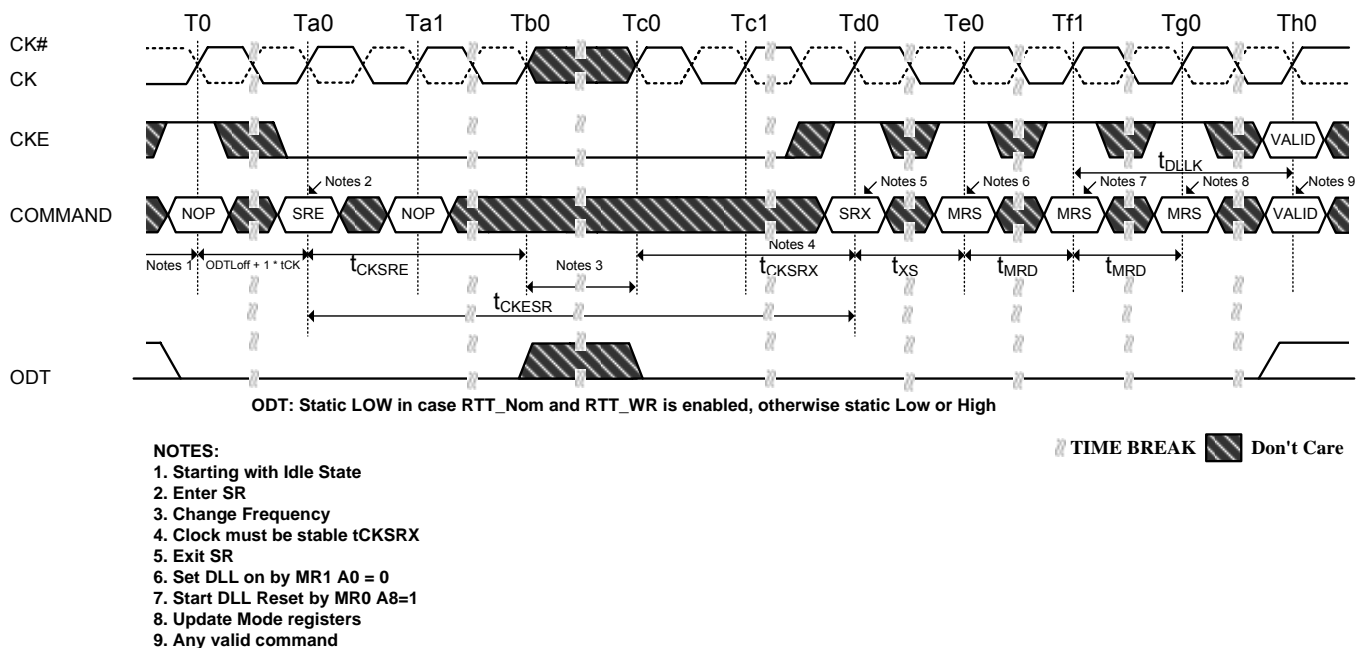 T0 Ta0 Ta1 Tb0 Tc0 Tc1 Td0 Te0 Tf1 Tg0 Th0
CK#
CK
CKE
VALID
tDLLK
Notes 2 Notes 5 Notes 6 Notes 7 Notes 8 Notes 9
COMMAND
NOP SRE NOP SRX MRS MRS MRS VALID
Notes 1 ODTLoff + 1 * tCK tCKSRE Notes 3 Notes 4 tCKSRX tXS tMRD tMRD
tCKESR
ODT
ODT: Static LOW in case RTT_Nom and RTT_WR is enabled, otherwise static Low or High
NOTES:
1. Starting with Idle State
2. Enter SR
3. Change Frequency
4. Clock must be stable tCKSRX
5. Exit SR
6. Set DLL on by MR1 A0 = 0
7. Start DLL Reset by MR0 A8=1
8. Update Mode registers
9. Any valid command
TIME BREAK Don't Care